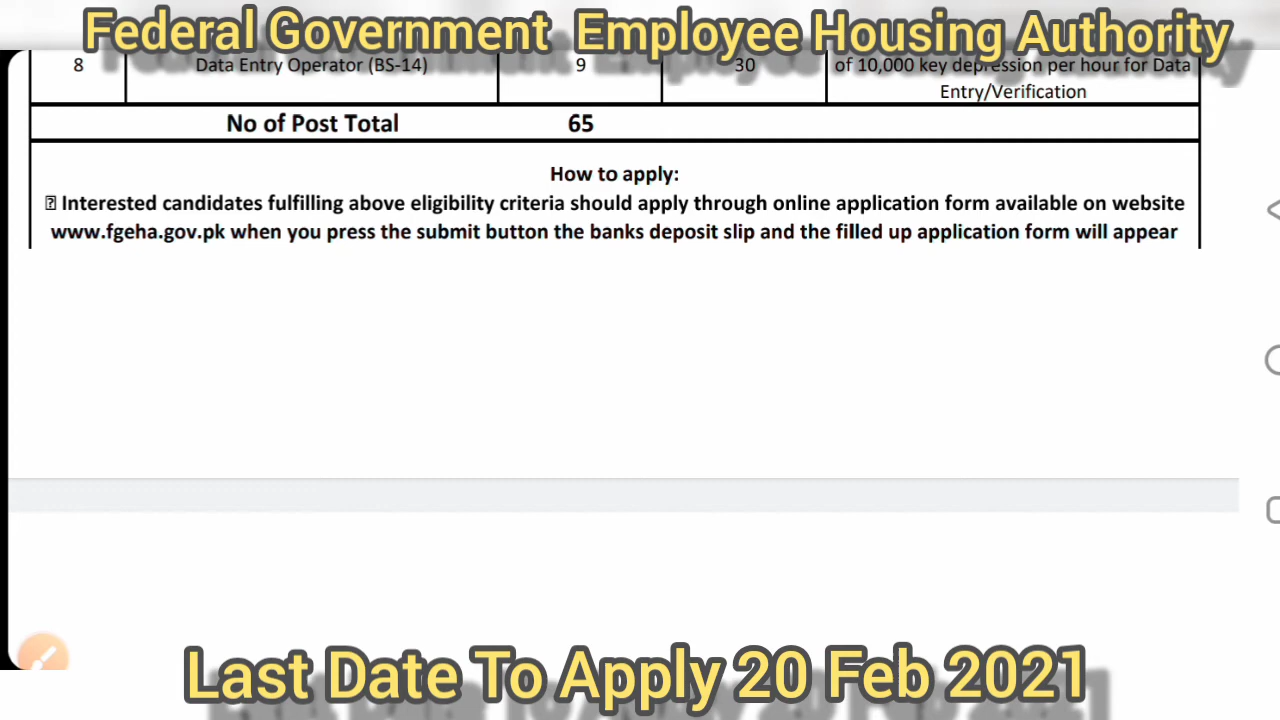 Federal Government Employee Housing Authority
8 Data Entry Operator (BS-14) 9 30 of 10,000 key depression per hour for Data
Entry/Verification
No of Post Total 65
How to apply:
Interested candidates fulfilling above eligibility criteria should apply through online application form available on website
www.fgeha.gov.pk when you press the submit button the banks deposit slip and the filled up application form will appear
Last Date To Apply 20 Feb 2021